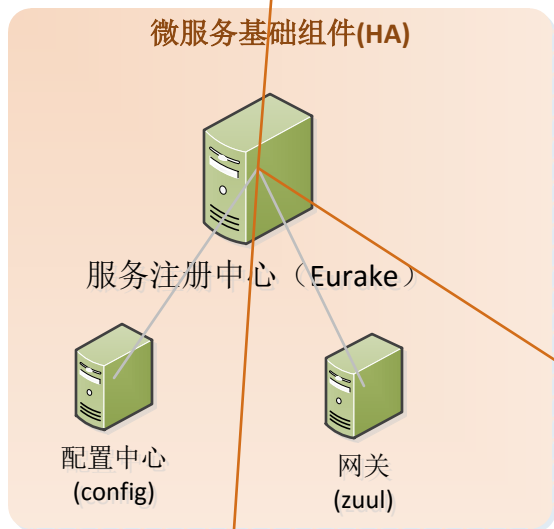 微服务基础组件(HA)
服务注册中心（Eurake）
配置中心
(config)
网关
(zuul)